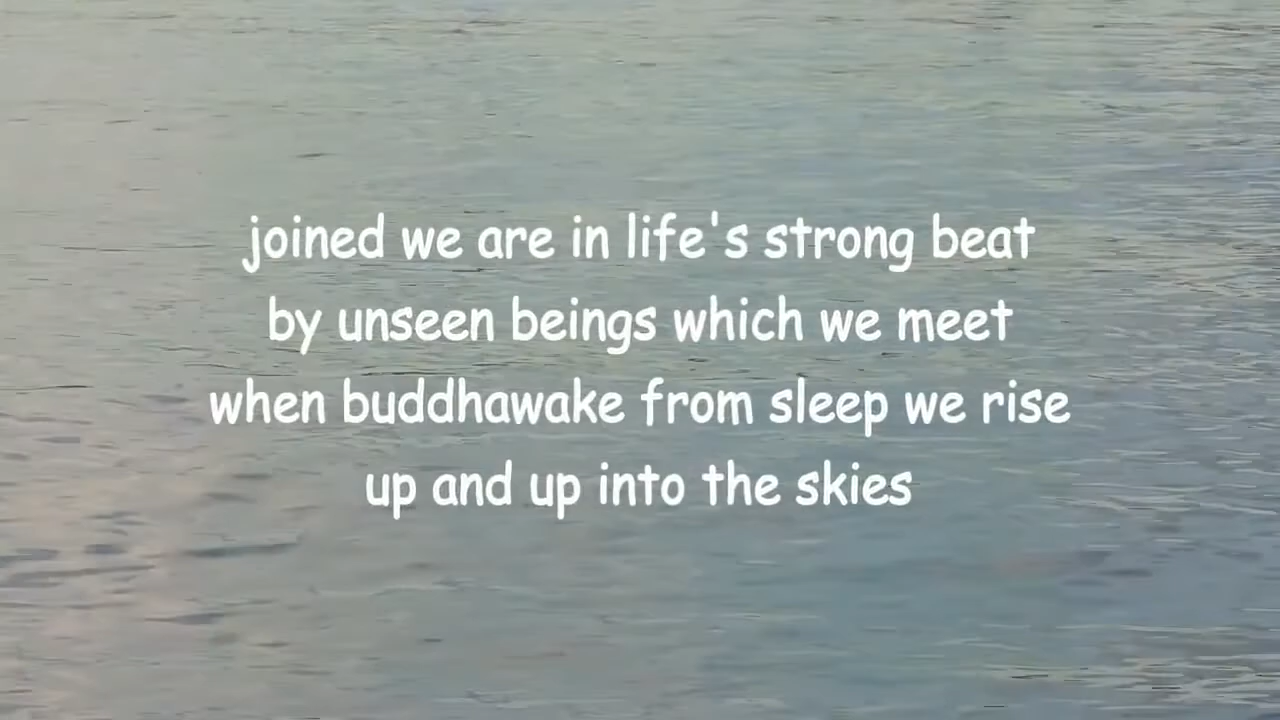 joined we are in life's strong beat
by unseen beings which we meet
when buddhawake from sleep we rise
up and up into the skies